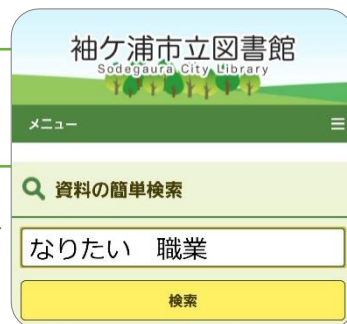 袖ケ浦市立図書館
Sodegaura City Library
メニュー
資料の簡単検索
なりたい　職業
検索